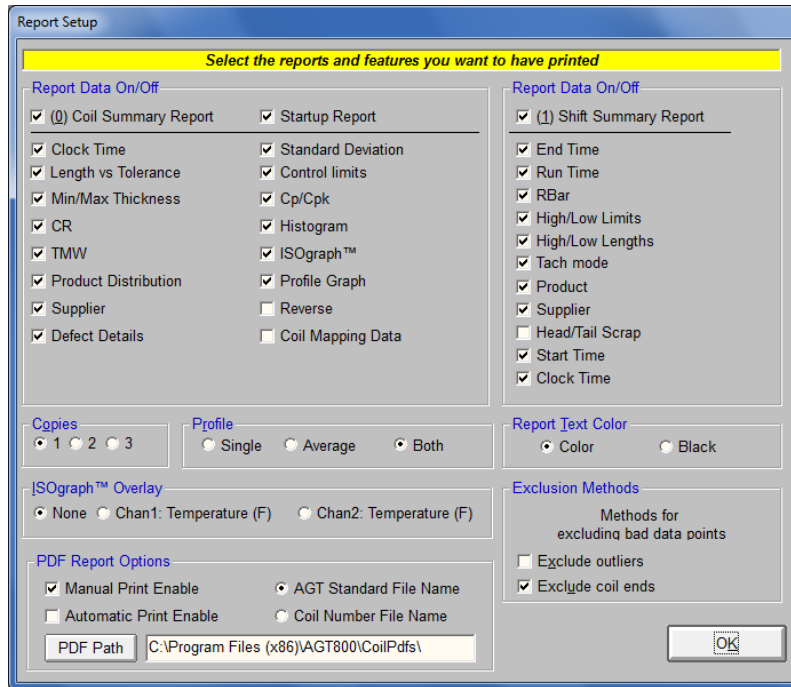 Report Setup
Select the reports and features you want to have printed
Report Data On/Off
(0) Coil Summary Report
Startup Report
Clock Time
Standard Deviation
Length vs Tolerance
Control limits
Min/Max Thickness
Cp/Cpk
CR
Histogram
TMW
ISOgraph™
Product Distribution
Profile Graph
Supplier
Reverse
Defect Details
Coil Mapping Data
Report Data On/Off
(1) Shift Summary Report
End Time
Run Time
RBar
High/Low Limits
High/Low Lengths
Tach mode
Product
Supplier
Head/Tail Scrap
Start Time
Clock Time
Copies
1 2 3
Profile
Single Average Both
Report Text Color
Color Black
ISOgraph™ Overlay
None Chan1: Temperature (F) Chan2: Temperature (F)
Exclusion Methods
Methods for
excluding bad data points
Exclude outliers
Exclude coil ends
PDF Report Options
Manual Print Enable
AGT Standard File Name
Automatic Print Enable
Coil Number File Name
PDF Path
C:\Program Files (x86)\AGT800\CoilPdfs\
OK